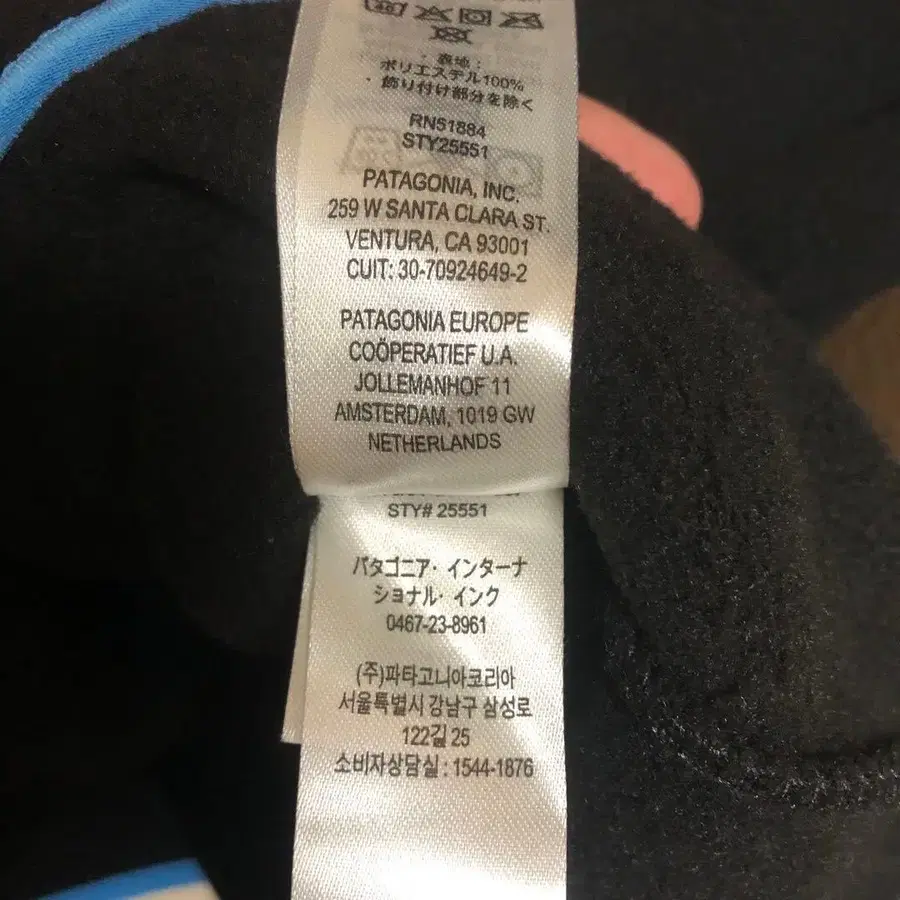 ・表地：
ポリエステル100%
・飾り付け部分を除く
RN51884
STY25551
PATAGONIA, INC.
259 W SANTA CLARA ST.
VENTURA, CA 93001
CUIT: 30-70924649-2
PATAGONIA EUROPE
COÖPERATIEF U.A.
JOLLEMANHOF 11
AMSTERDAM, 1019 GW
NETHERLANDS
STY# 25551
パタゴニア・インターナ
ショナル・インク
0467-23-8961
(주)파타고니아코리아
서울특별시 강남구 삼성로
122길 25
소비자상담실 : 1544-1876